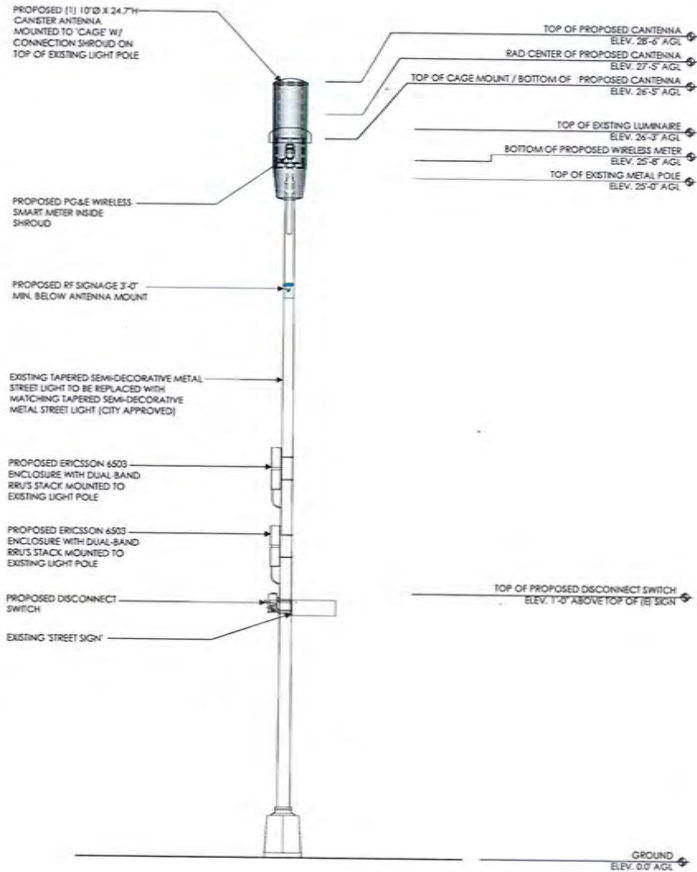 PROPOSED (1) 10"Ø X 24.7"H
CANISTER ANTENNA
MOUNTED TO 'CAGE' W/
CONNECTION SHROUD ON
TOP OF EXISTING LIGHT POLE
PROPOSED PG&E WIRELESS
SMART METER INSIDE
SHROUD
PROPOSED RF SIGNAGE 3'-0"
MIN. BELOW ANTENNA MOUNT
EXISTING TAPERED SEMI-DECORATIVE METAL
STREET LIGHT TO BE REPLACED WITH
MATCHING TAPERED SEMI-DECORATIVE
METAL STREET LIGHT (CITY APPROVED)
PROPOSED ERICSSON 6503
ENCLOSURE WITH DUAL-BAND
RRU'S STACK MOUNTED TO
EXISTING LIGHT POLE
PROPOSED ERICSSON 6503
ENCLOSURE WITH DUAL-BAND
RRU'S STACK MOUNTED TO
EXISTING LIGHT POLE
PROPOSED DISCONNECT
SWITCH
EXISTING 'STREET SIGN'
TOP OF PROPOSED CANTENNA
ELEV. 28'-6" AGL
RAD CENTER OF PROPOSED CANTENNA
ELEV. 27'-5" AGL
TOP OF CAGE MOUNT / BOTTOM OF PROPOSED CANTENNA
ELEV. 26'-5" AGL
TOP OF EXISTING LUMINAIRE
ELEV. 26'-3" AGL
BOTTOM OF PROPOSED WIRELESS METER
ELEV. 25'-8" AGL
TOP OF EXISTING METAL POLE
ELEV. 25'-0" AGL
TOP OF PROPOSED DISCONNECT SWITCH
ELEV. 1'-0" ABOVE TOP OF (E) SIGN
GROUND
ELEV. 0.0' AGL